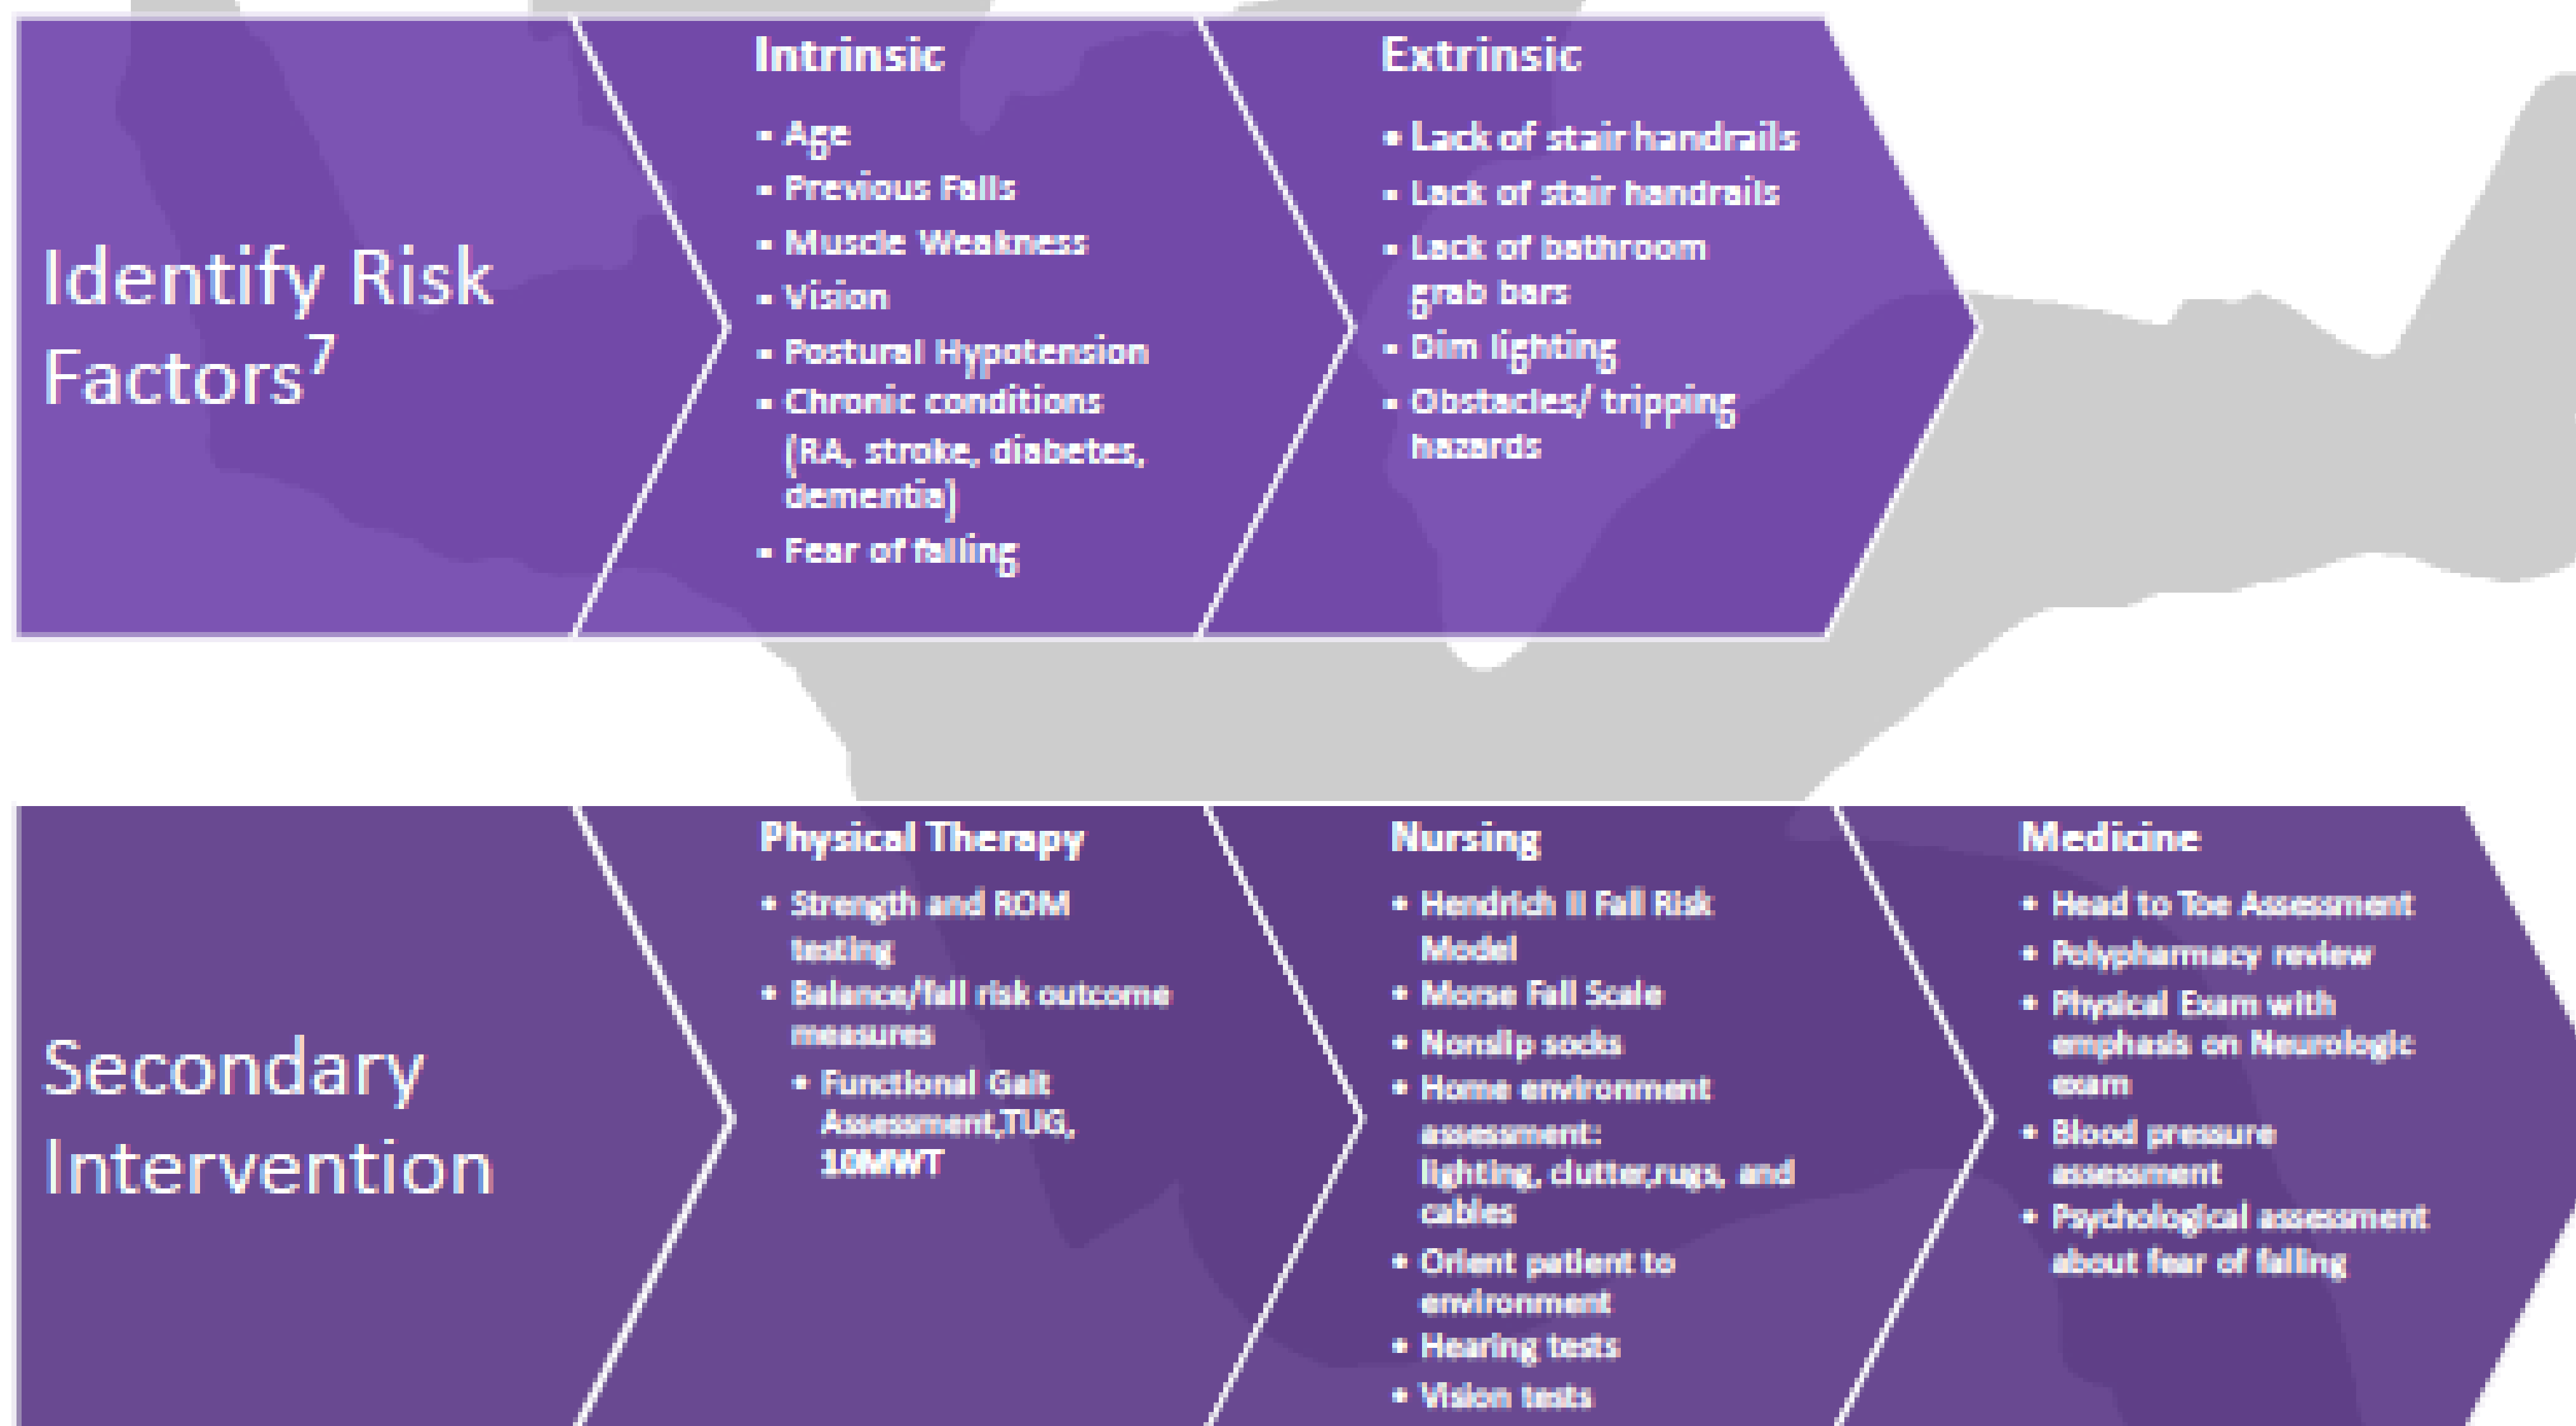 Identify Risk
Factors7
Intrinsic
▪ Age
▪ Previous Falls
▪ Muscle Weakness
▪ Vision
▪ Postural Hypotension
▪ Chronic conditions
(RA, stroke, diabetes,
dementia)
▪ Fear of falling
Extrinsic
▪ Lack of stair handrails
▪ Lack of stair handrails
▪ Lack of bathroom
grab bars
▪ Dim lighting
▪ Obstacles/ tripping
hazards
Secondary
Intervention
Physical Therapy
• Strength and ROM
testing
• Balance/fall risk outcome
measures
• Functional Gait
Assessment,TUG,
10MWT
Nursing
• Hendrich II Fall Risk
Model
• Morse Fall Scale
• Nonslip socks
• Home environment
assessment:
lighting, clutter,rugs, and
cables
• Orient patient to
environment
• Hearing tests
• Vision tests
Medicine
• Head to Toe Assessment
• Polypharmacy review
• Physical Exam with
emphasis on Neurologic
exam
• Blood pressure
assessment
• Psychological assessment
about fear of falling